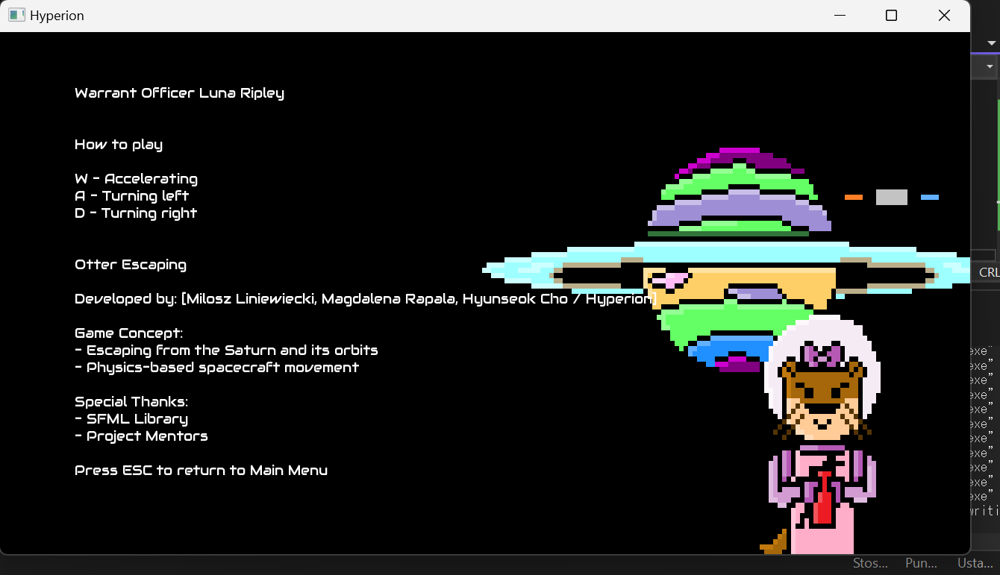 Hyperion
Warrant Officer Luna Ripley
How to play
W - Accelerating
A - Turning left
D - Turning right
Otter Escaping
Developed by: [Milosz Liniewiecki, Magdalena Rapala, Hyunseok Cho / Hyperion]
Game Concept:
- Escaping from the Saturn and its orbits
- Physics-based spacecraft movement
Special Thanks:
- SFML Library
- Project Mentors
Press ESC to return to Main Menu
CRL
exe"
exe"
exe"
exe"
exe"
exe"
exe"
exe"
exe"
exe"
exe"
writi
Stos... Pun... Usta...